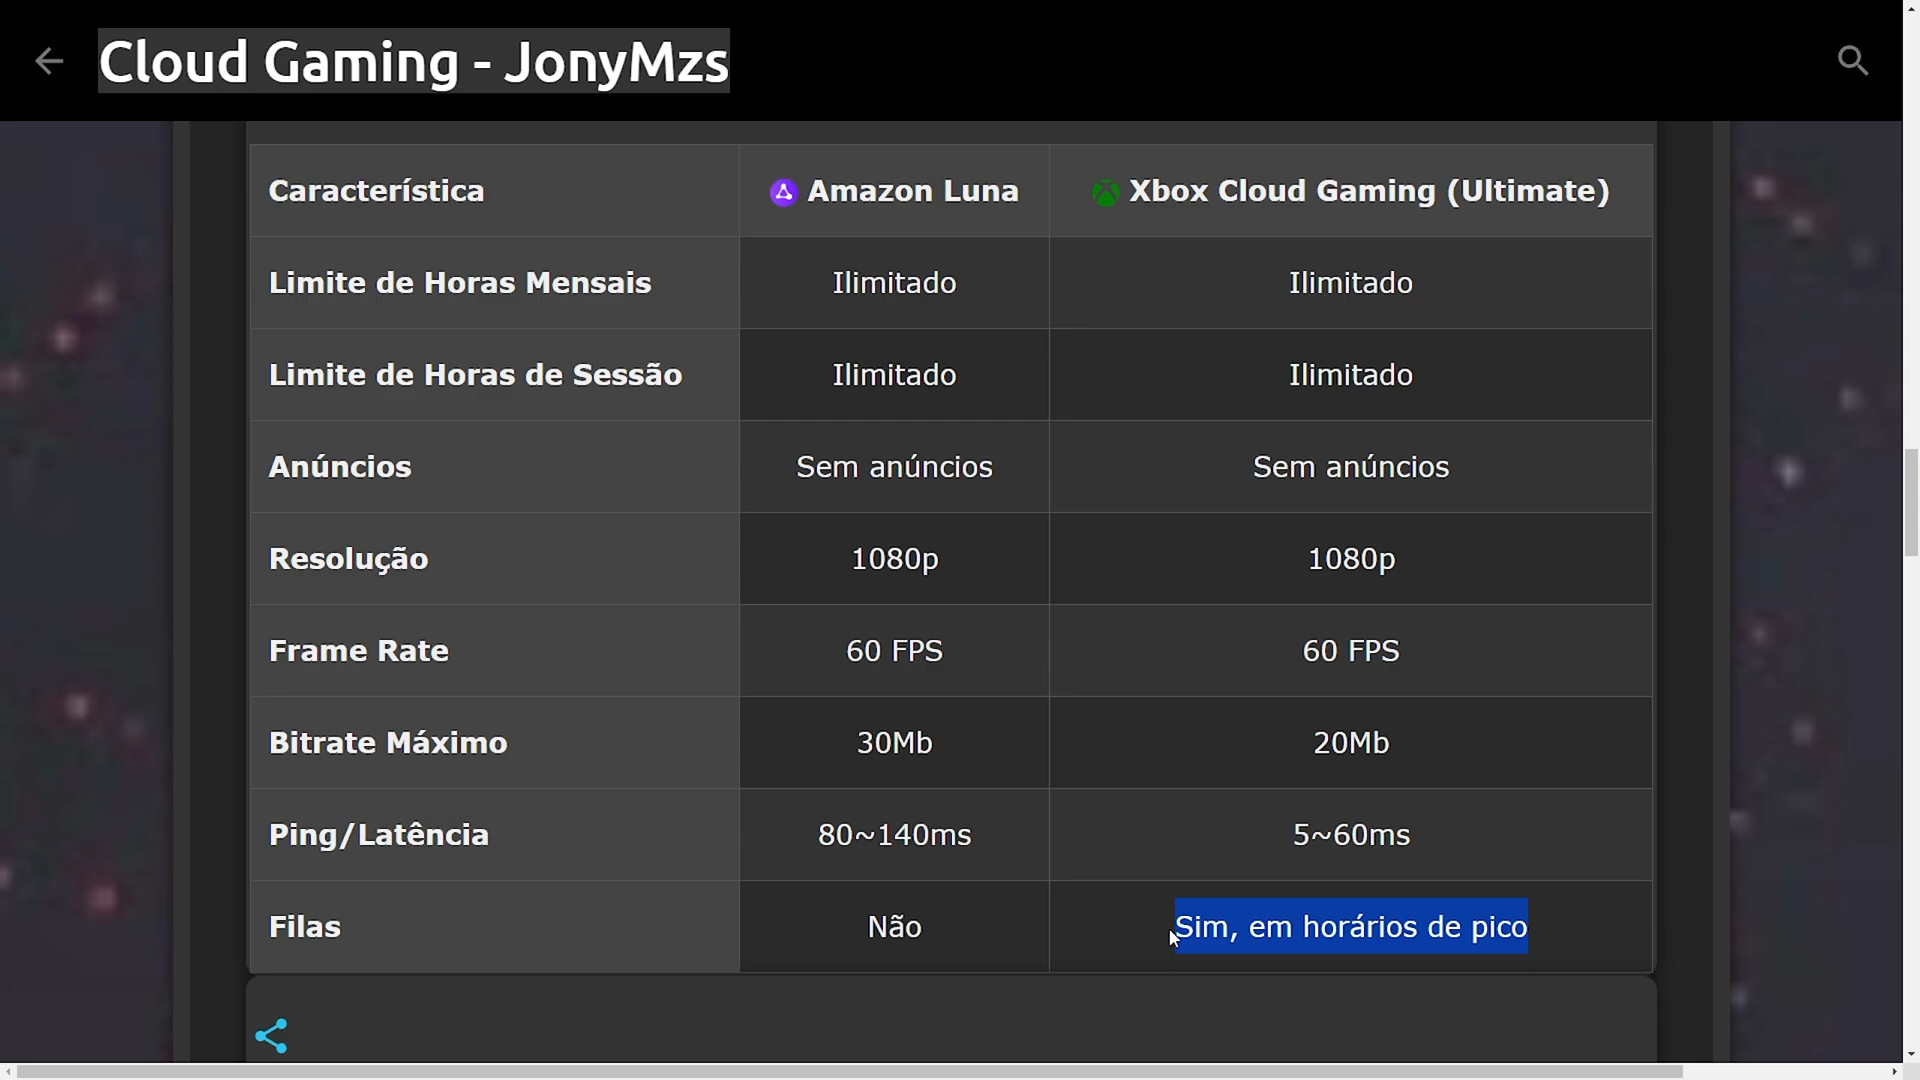 Cloud Gaming - JonyMzs
Característica Amazon Luna Xbox Cloud Gaming (Ultimate)
Limite de Horas Mensais Ilimitado Ilimitado
Limite de Horas de Sessão Ilimitado Ilimitado
Anúncios Sem anúncios Sem anúncios
Resolução 1080p 1080p
Frame Rate 60 FPS 60 FPS
Bitrate Máximo 30Mb 20Mb
Ping/Latência 80~140ms 5~60ms
Filas Não Sim, em horários de pico